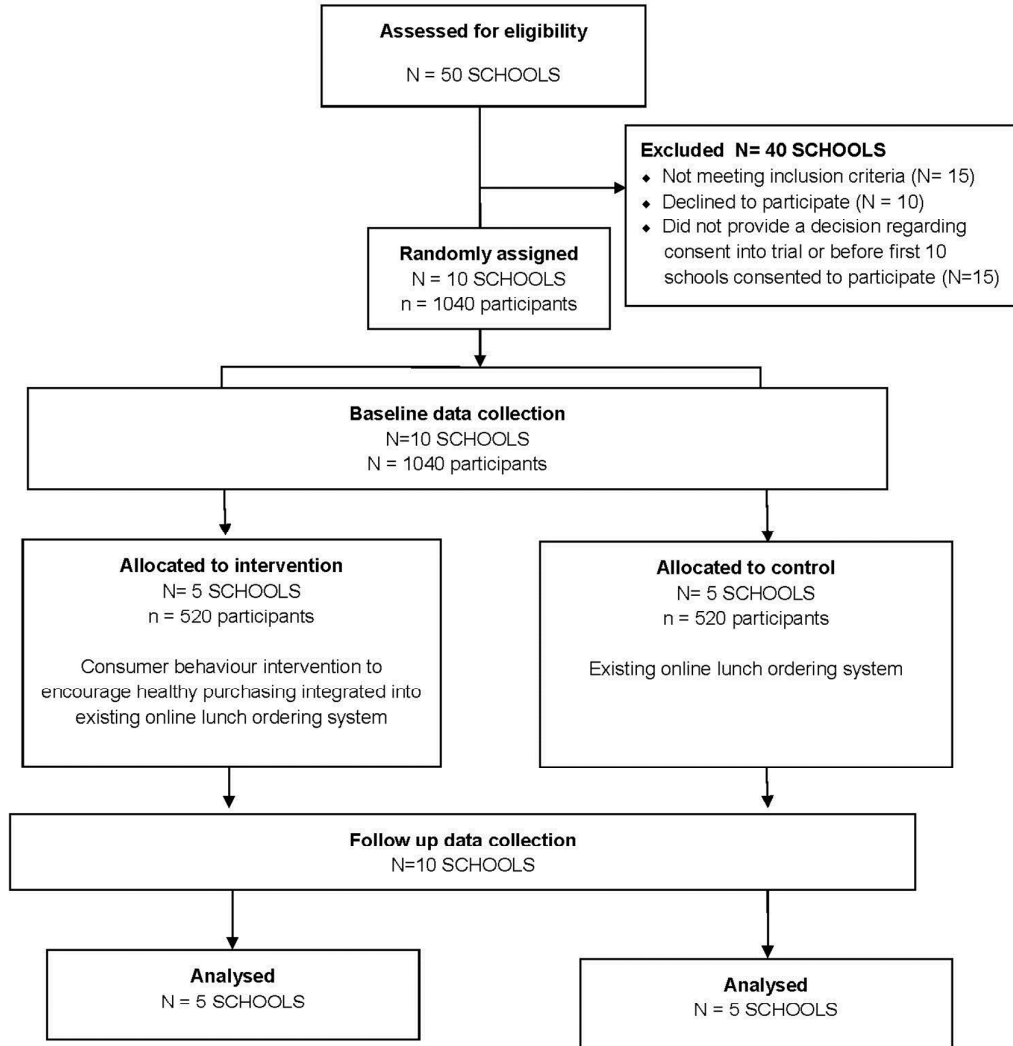 Assessed for eligibility
N = 50 SCHOOLS
Excluded N= 40 SCHOOLS
♦ Not meeting inclusion criteria (N= 15)
♦ Declined to participate (N = 10)
♦ Did not provide a decision regarding
consent into trial or before first 10
schools consented to participate (N=15)
Randomly assigned
N = 10 SCHOOLS
n = 1040 participants
Baseline data collection
N=10 SCHOOLS
N = 1040 participants
Allocated to intervention
N= 5 SCHOOLS
n = 520 participants
Consumer behaviour intervention to
encourage healthy purchasing integrated into
existing online lunch ordering system
Allocated to control
N= 5 SCHOOLS
n = 520 participants
Existing online lunch ordering system
Follow up data collection
N=10 SCHOOLS
Analysed
N = 5 SCHOOLS
Analysed
N = 5 SCHOOLS